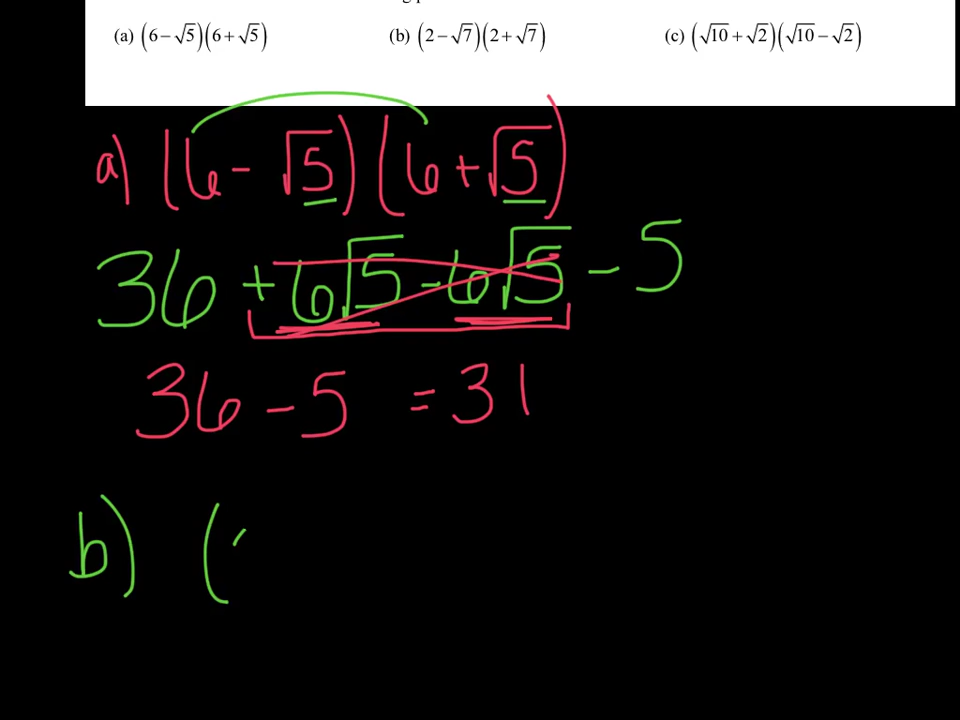 (a) (6−√5)(6+√5) (b) (2−√7)(2+√7) (c) (√10+√2)(√10−√2)
a) (6 - √5) (6 + √5)
36 + 6√5 - 6√5 - 5
36 - 5 = 31
b) (